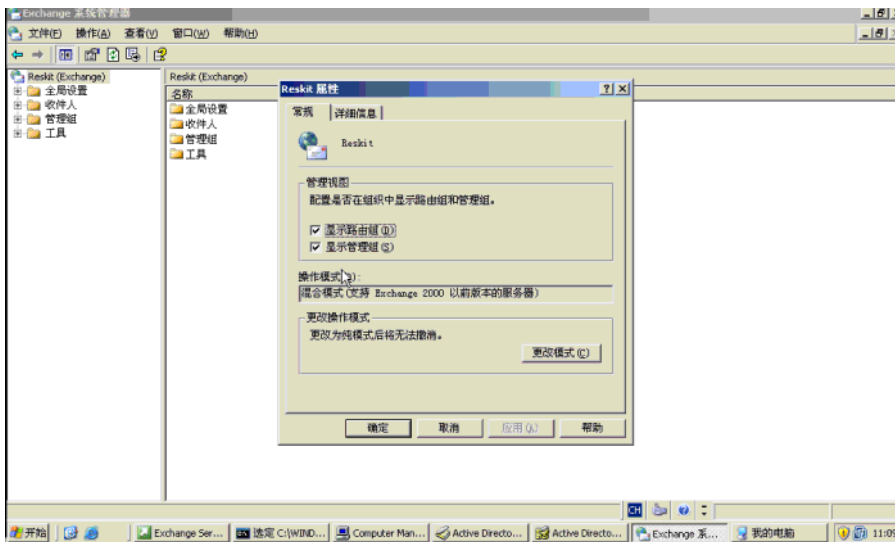 Exchange 系统管理器
文件(F) 操作(A) 查看(V) 窗口(W) 帮助(H)
Reskit (Exchange)
全局设置
收件人
管理组
工具
Reskit (Exchange)
名称
全局设置
收件人
管理组
工具
Reskit 属性
常规 详细信息
Reskit
管理视图
配置是否在组织中显示路由组和管理组。
显示路由组(D)
显示管理组(S)
操作模式
混合模式(支持 Exchange 2000 以前版本的服务器)
更改操作模式
更改为纯模式后将无法撤消。
更改模式(C)
确定 取消 应用(A) 帮助
CH
开始 Exchange Ser... 选定 C:\WIND... Computer Man... Active Directo... Active Directo... Exchange 系... 我的电脑 11:09